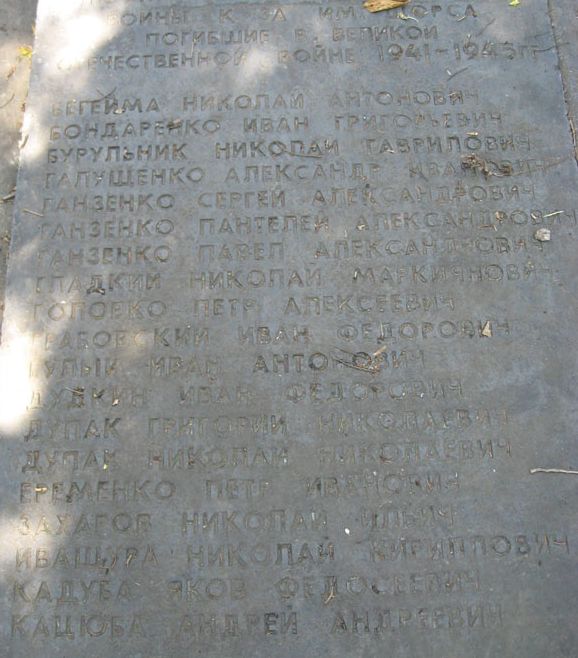 ВОЙНЫ К-ЗА ИМ. ЩОРСА
ПОГИБШИЕ В ВЕЛИКОЙ
ОТЕЧЕСТВЕННОЙ ВОЙНЕ 1941-1945ГГ
БЕГЕЙМА НИКОЛАЙ АНТОНОВИЧ
БОНДАРЕНКО ИВАН ГРИГОРЬЕВИЧ
БУРУЛЬНИК НИКОЛАЙ ГАВРИЛОВИЧ
ГАЛУЩЕНКО АЛЕКСАНДР ИВАНОВИЧ
ГАНЗЕНКО СЕРГЕЙ АЛЕКСАНДРОВИЧ
ГАНЗЕНКО ПАНТЕЛЕЙ АЛЕКСАНДРОВИЧ
ГАНЗЕНКО ПАВЕЛ АЛЕКСАНДРОВИЧ
ГЛАДКИЙ НИКОЛАЙ МАРКИЯНОВИЧ
ГОЛОВКО ПЕТР АЛЕКСЕЕВИЧ
ГРАБОВСКИЙ ИВАН ФЕДОРОВИЧ
ГУЛЫЙ ИВАН АНТОНОВИЧ
ДУДКИН ИВАН ФЕДОРОВИЧ
ДУПАК ГРИГОРИЙ НИКОЛАЕВИЧ
ДУПАК НИКОЛАЙ НИКОЛАЕВИЧ
ЕРЕМЕНКО ПЕТР ИВАНОВИЧ
ЗАХАРОВ НИКОЛАЙ ИЛЬИЧ
ИВАЩУРА НИКОЛАЙ КИРИЛЛОВИЧ
КАДУБА ЯКОВ ФЕДОСЕЕВИЧ
КАЦЮБА АНДРЕЙ АНДРЕЕВИЧ